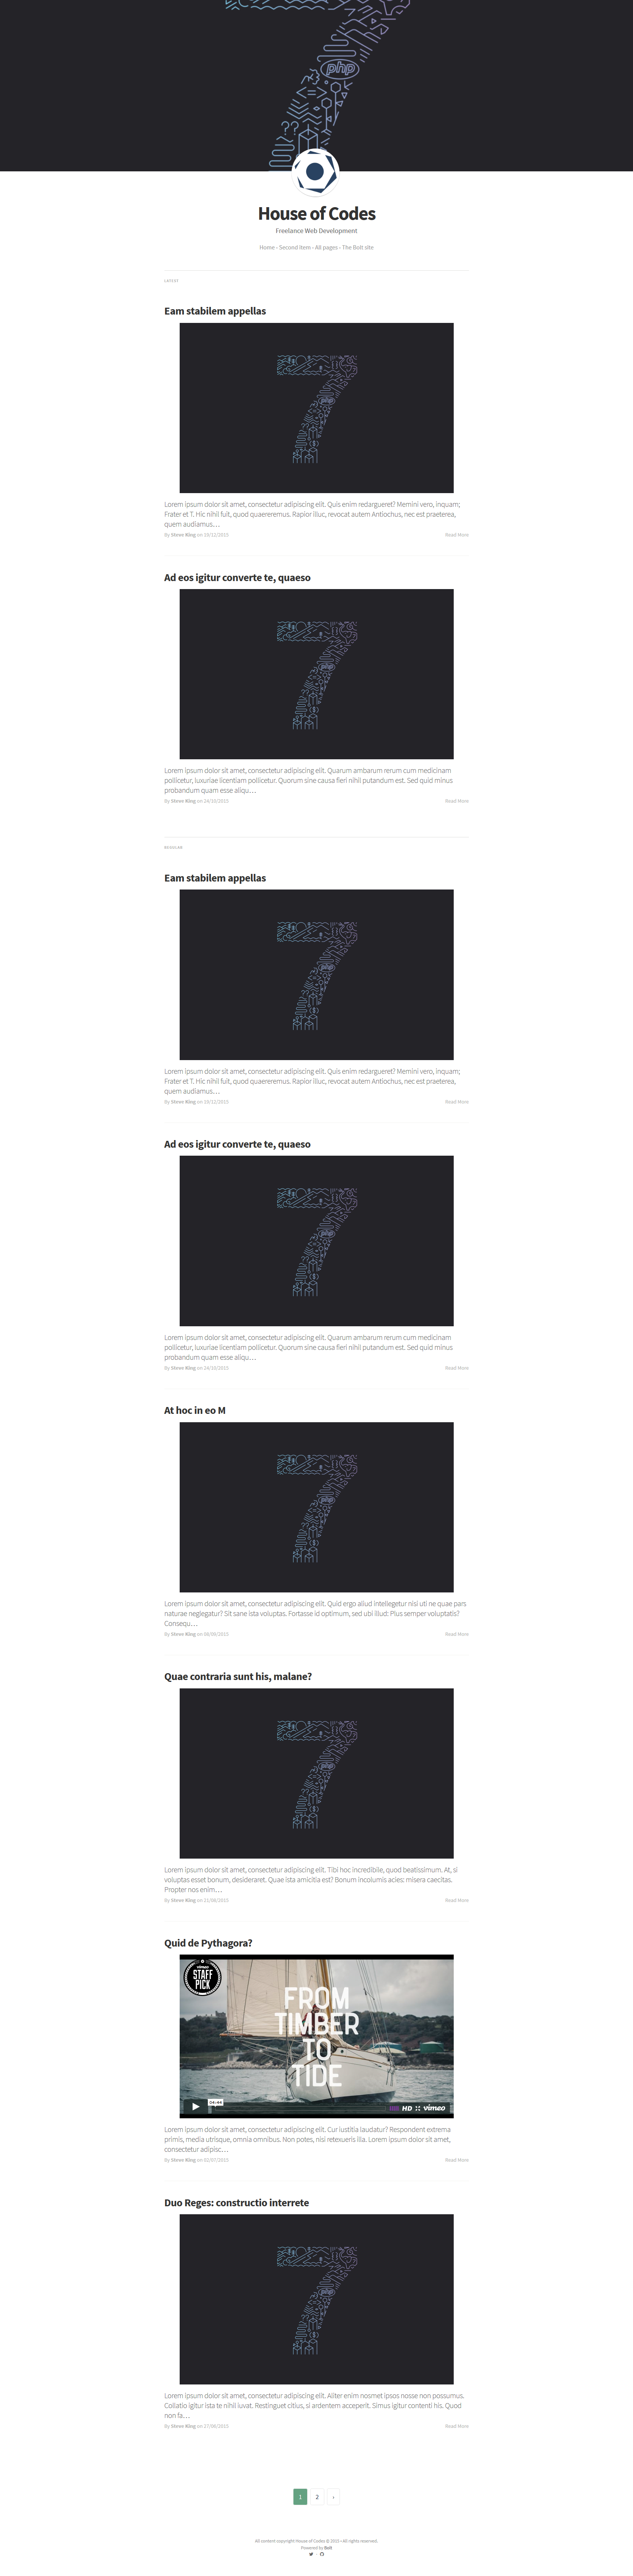 php
House of Codes
Freelance Web Development
Home • Second item • All pages • The Bolt site
LATEST
Eam stabilem appellas
php
Lorem ipsum dolor sit amet, consectetur adipiscing elit. Quis enim redargueret? Memini vero, inquam;
Frater et T. Hic nihil fuit, quod quaereremus. Rapior illuc, revocat autem Antiochus, nec est praeterea,
quem audiamus…
By Steve King on 19/12/2015
Read More
Ad eos igitur converte te, quaeso
php
Lorem ipsum dolor sit amet, consectetur adipiscing elit. Quarum ambarum rerum cum medicinam
pollicetur, luxuriae licentiam pollicetur. Quorum sine causa fieri nihil putandum est. Sed quid minus
probandum quam esse aliqu…
By Steve King on 24/10/2015
Read More
REGULAR
Eam stabilem appellas
php
Lorem ipsum dolor sit amet, consectetur adipiscing elit. Quis enim redargueret? Memini vero, inquam;
Frater et T. Hic nihil fuit, quod quaereremus. Rapior illuc, revocat autem Antiochus, nec est praeterea,
quem audiamus…
By Steve King on 19/12/2015
Read More
Ad eos igitur converte te, quaeso
php
Lorem ipsum dolor sit amet, consectetur adipiscing elit. Quarum ambarum rerum cum medicinam
pollicetur, luxuriae licentiam pollicetur. Quorum sine causa fieri nihil putandum est. Sed quid minus
probandum quam esse aliqu…
By Steve King on 24/10/2015
Read More
At hoc in eo M
php
Lorem ipsum dolor sit amet, consectetur adipiscing elit. Quid ergo aliud intellegetur nisi uti ne quae pars
naturae neglegatur? Sit sane ista voluptas. Fortasse id optimum, sed ubi illud: Plus semper voluptatis?
Consequ…
By Steve King on
Read More
Quae contraria sunt his, malane?
php
Lorem ipsum dolor sit amet, consectetur adipiscing elit. Tibi hoc incredibile, quod beatissimum. At, si
voluptas esset bonum, desideraret. Quae ista amicitia est? Bonum incolumis acies: misera caecitas.
Propter nos enim…
By Steve King on
Read More
Quid de Pythagora?
vimeo
STAFF
PICK
FROM
TIMBER
TO
TIDE
04:44
HD vimeo
Lorem ipsum dolor sit amet, consectetur adipiscing elit. Cur iustitia laudatur? Respondent extrema
primis, media utrisque, omnia omnibus. Non potes, nisi retexueris illa. Lorem ipsum dolor sit amet,
consectetur adipisc…
By Steve King on 02/07/2015
Read More
Duo Reges: constructio interrete
php
Lorem ipsum dolor sit amet, consectetur adipiscing elit. Aliter enim nosmet ipsos nosse non possumus.
Collatio igitur ista te nihil iuvat. Restinguet citius, si ardentem acceperit. Simus igitur contenti his. Quod
non fa…
By Steve King on
Read More
1 2 ›
All content copyright House of Codes © 2015 • All rights reserved.
Powered by Bolt